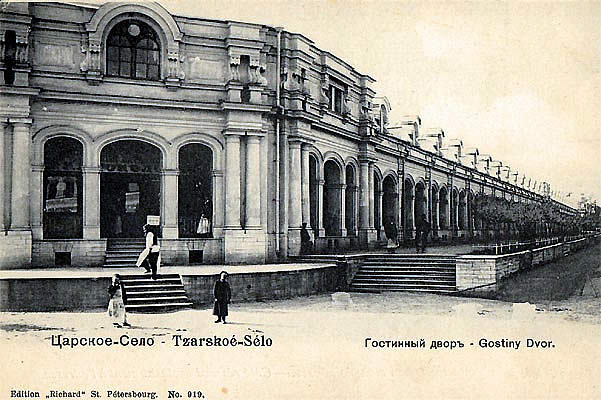 Царское-Село - Tzarskoé-Sélo
Гостинный дворъ - Gostiny Dvor.
Edition „Richard“ St. Pétersbourg. No. 919.